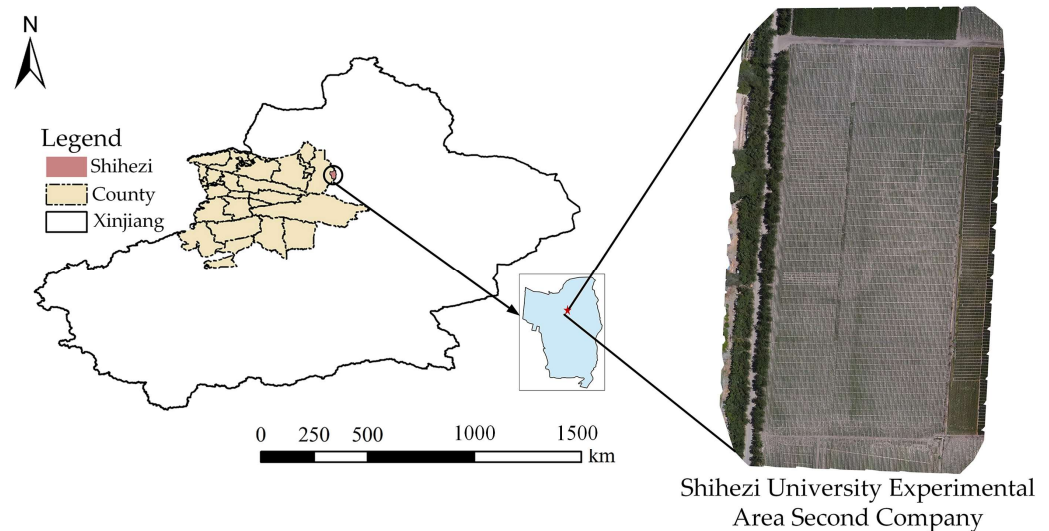 N
Legend
Shihezi
County
Xinjiang
0 250 500 1000 1500
km
Shihezi University Experimental
Area Second Company